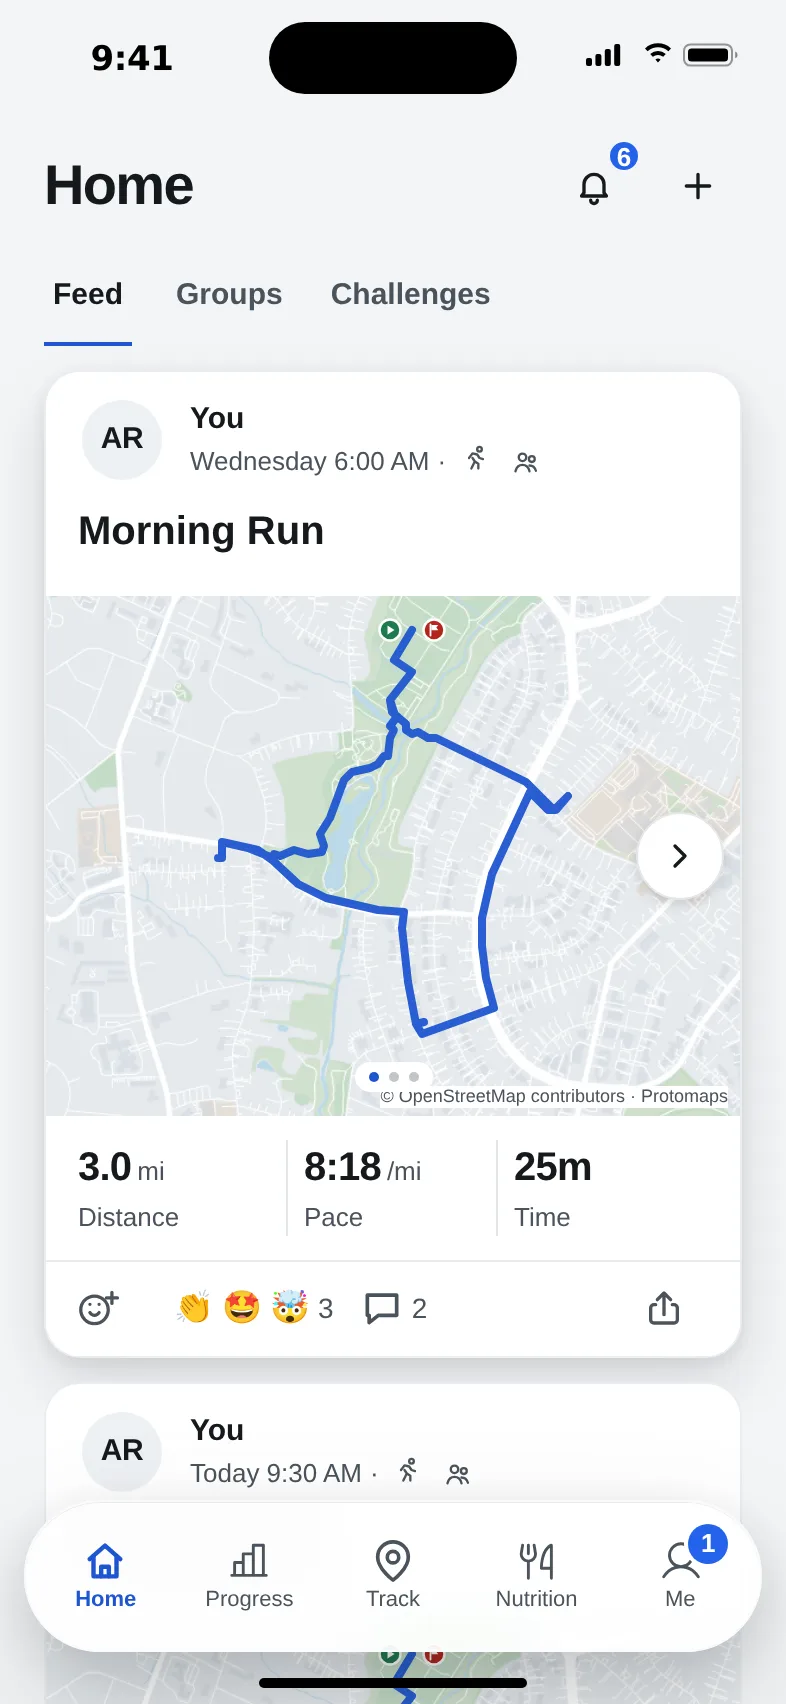 9:41
Home
6
Feed Groups Challenges
AR
You
Wednesday 6:00 AM ·
Morning Run
© OpenStreetMap contributors · Protomaps
3.0 mi 8:18 /mi 25m
Distance Pace Time
3 2
AR
You
Today 9:30 AM ·
1
Home Progress Track Nutrition Me